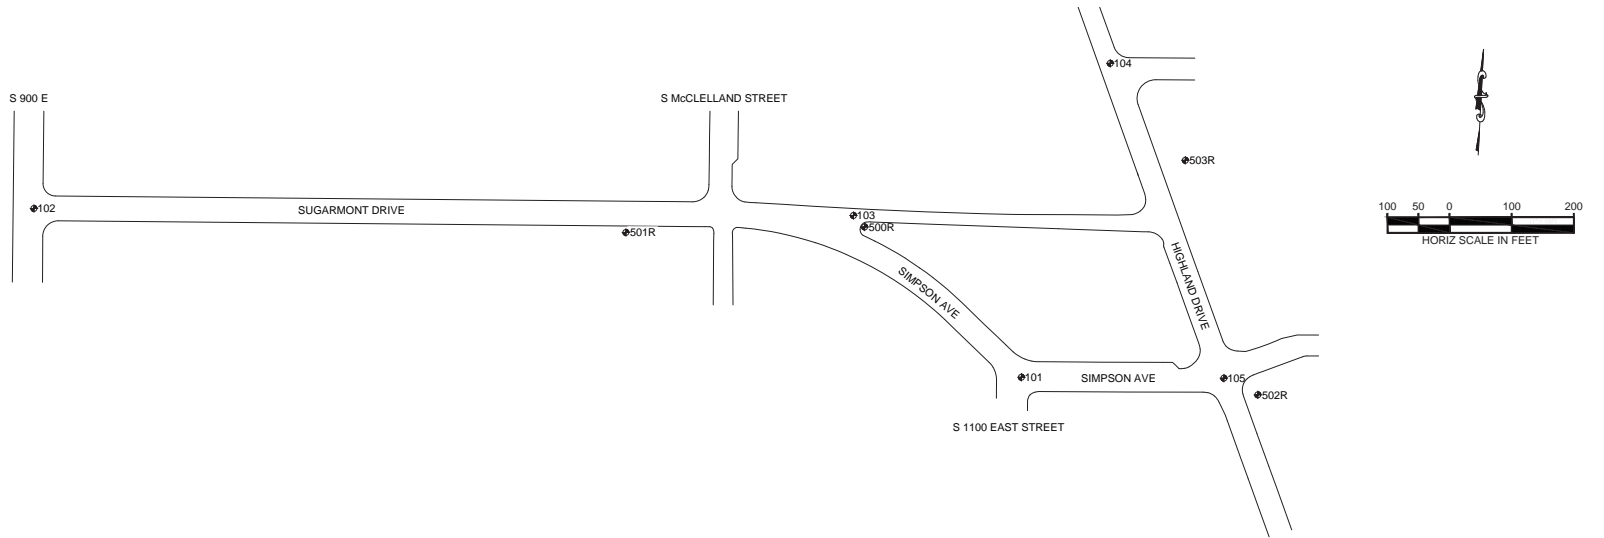 104
S 900 E
S McCLELLAND STREET
503R
102
SUGARMONT DRIVE
103
500R
501R
100 50 0 100 200
HORIZ SCALE IN FEET
HIGHLAND DRIVE
SIMPSON AVE
101
SIMPSON AVE
105
502R
S 1100 EAST STREET